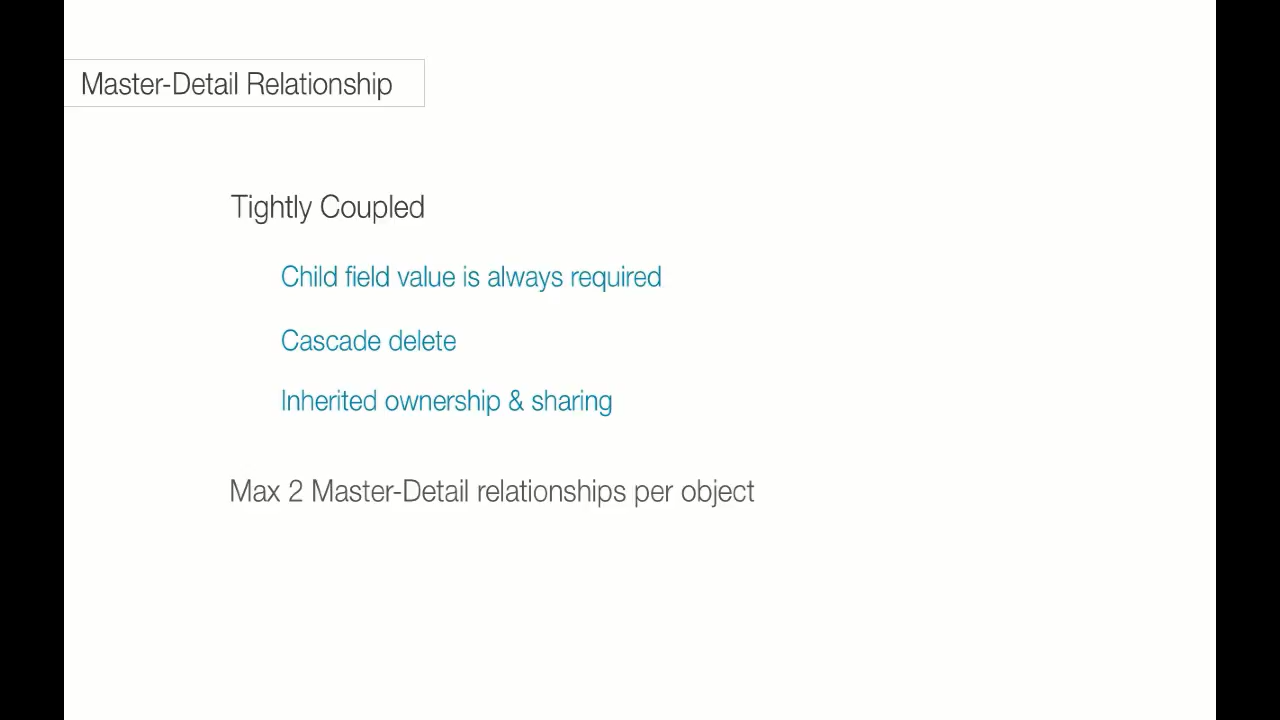 Master-Detail Relationship
Tightly Coupled
Child field value is always required
Cascade delete
Inherited ownership & sharing
Max 2 Master-Detail relationships per object